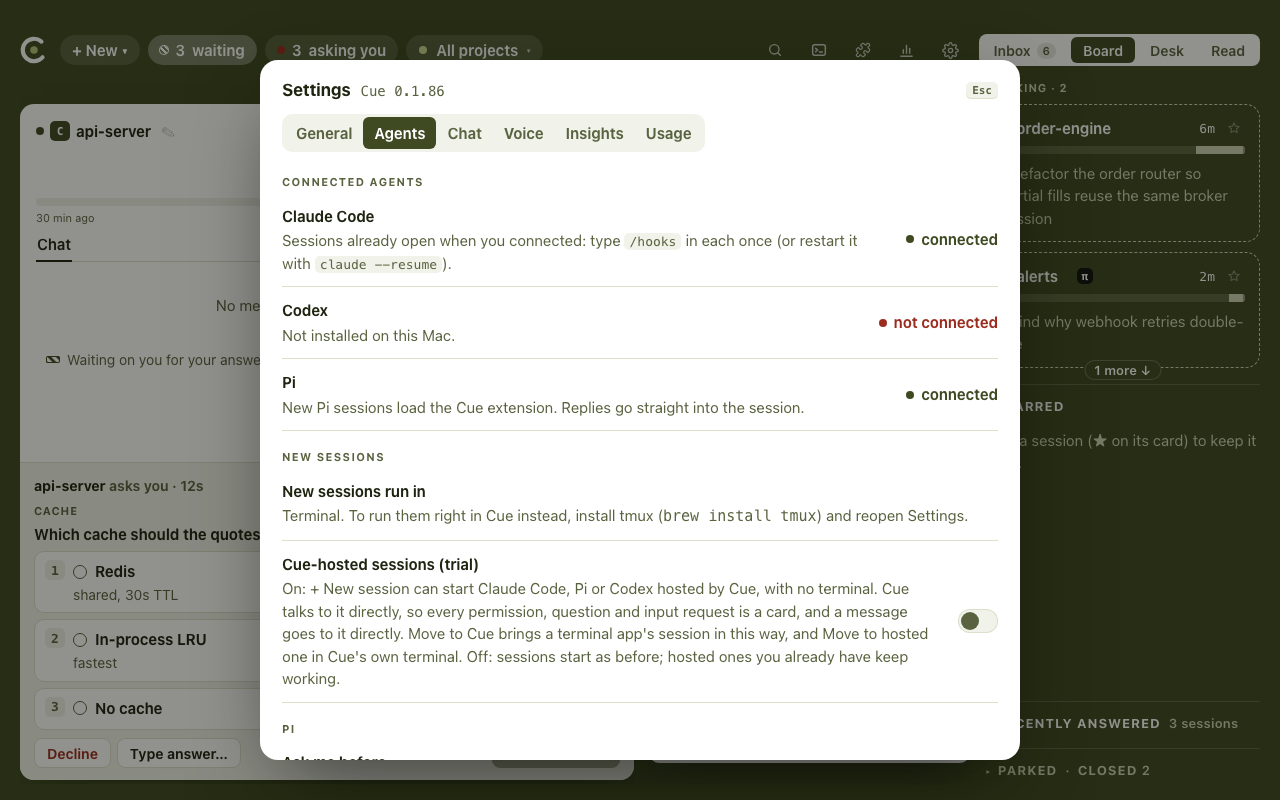 + New ▾
3 waiting
3 asking you
All projects
Inbox 6
Board
Desk
Read
Settings Cue 0.1.86
Esc
General
Agents
Chat
Voice
Insights
Usage
CONNECTED AGENTS
Claude Code
Sessions already open when you connected: type /hooks in each once (or restart it
with claude --resume).
connected
Codex
Not installed on this Mac.
not connected
Pi
New Pi sessions load the Cue extension. Replies go straight into the session.
connected
NEW SESSIONS
New sessions run in
Terminal. To run them right in Cue instead, install tmux (brew install tmux) and reopen Settings.
Cue-hosted sessions (trial)
On: + New session can start Claude Code, Pi or Codex hosted by Cue, with no terminal. Cue
talks to it directly, so every permission, question and input request is a card, and a message
goes to it directly. Move to Cue brings a terminal app's session in this way, and Move to hosted
one in Cue's own terminal. Off: sessions start as before; hosted ones you already have keep
working.
PI
C api-server
30 min ago
Chat
No me
Waiting on you for your answe
api-server asks you · 12s
CACHE
Which cache should the quotes
1 Redis
shared, 30s TTL
2 In-process LRU
fastest
3 No cache
Decline
Type answer...
KING · 2
order-engine
6m
efactor the order router so
rtial fills reuse the same broker
ssion
alerts π
2m
ind why webhook retries double-
1 more ↓
ARRED
a session (★ on its card) to keep it
CENTLY ANSWERED 3 sessions
PARKED · CLOSED 2